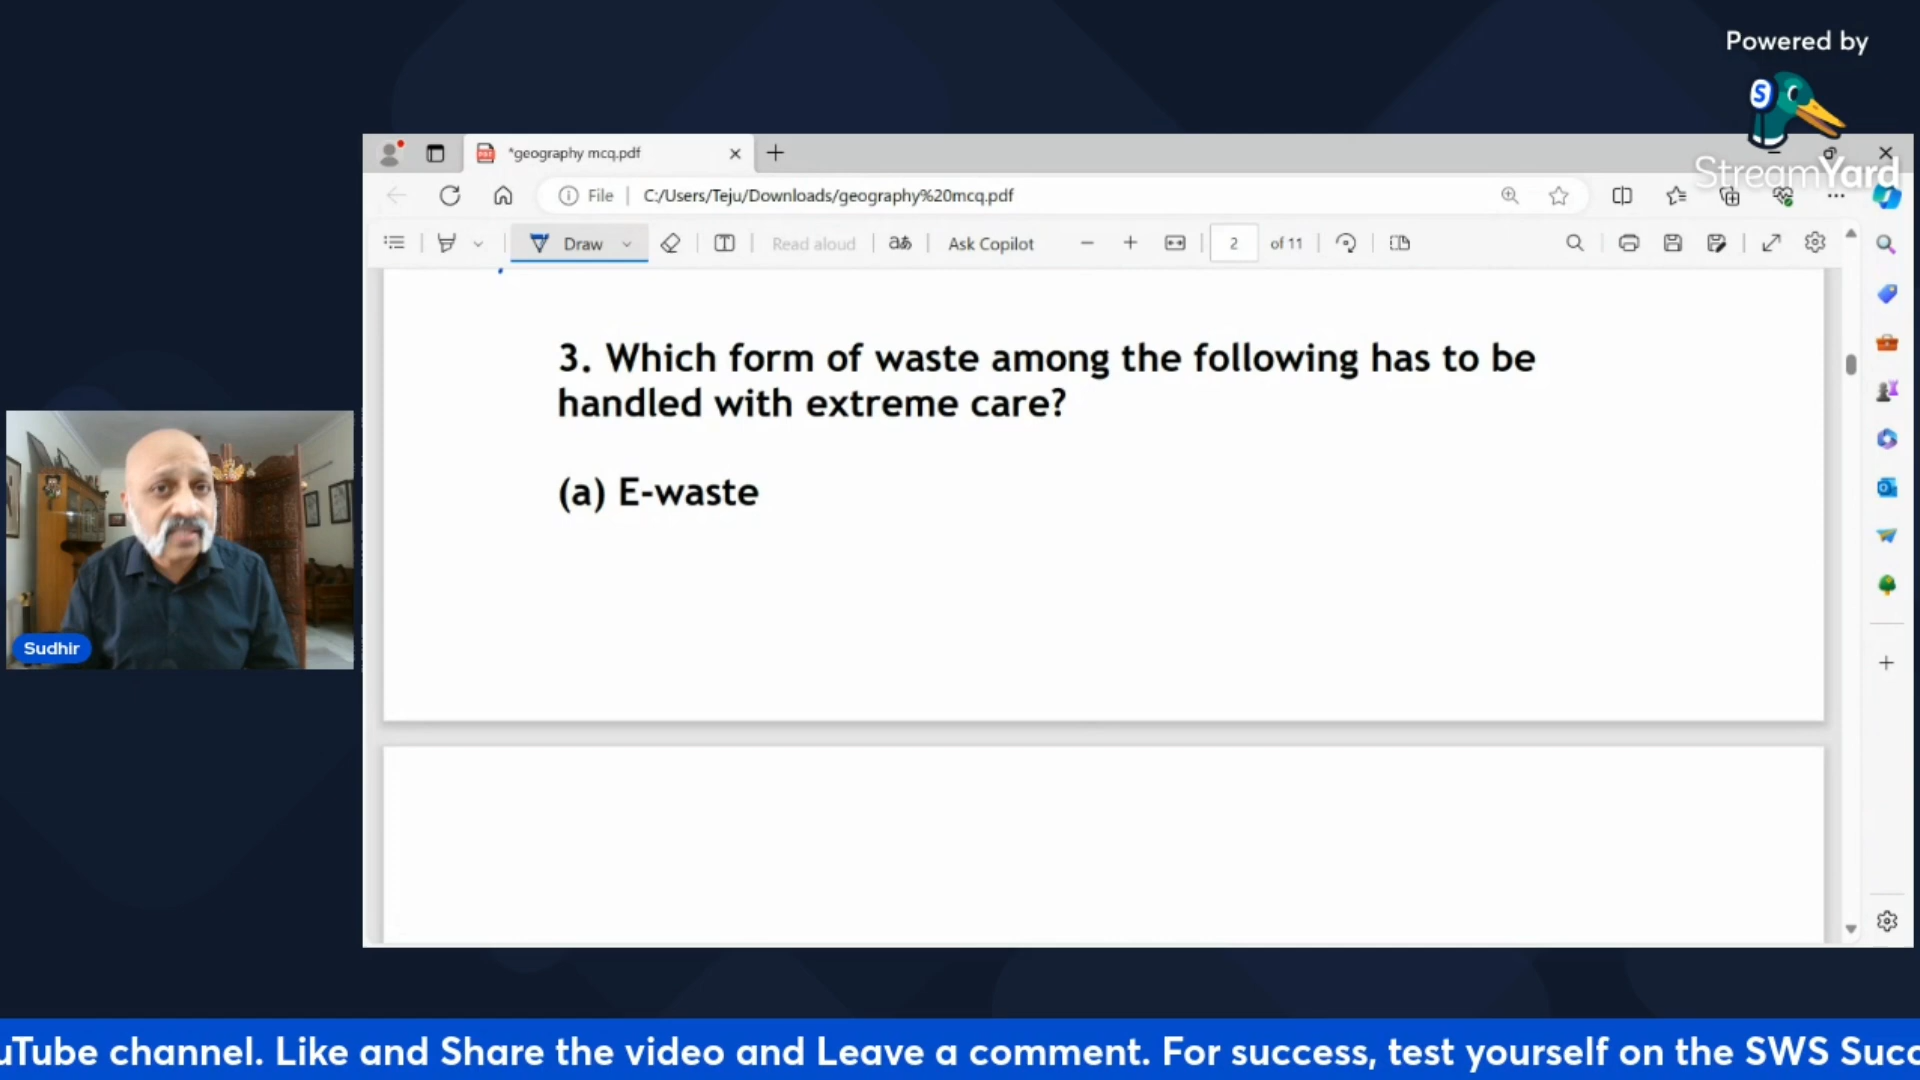 Powered by
StreamYard
*geography mcq.pdf
File
C:/Users/Teju/Downloads/geography%20mcq.pdf
Draw
Read aloud
aあ
Ask Copilot
2
of 11
3. Which form of waste among the following has to be
handled with extreme care?
(a) E-waste
Sudhir
uTube channel. Like and Share the video and Leave a comment. For success, test yourself on the SWS Succ